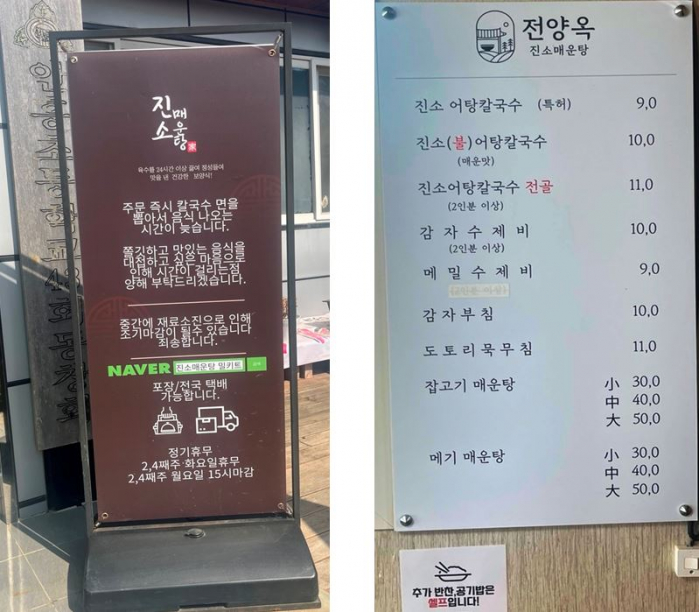 진매
소운탕
육수를 24시간 이상 끓여 정성들여
맛을 낸 건강한 보양식!
주문 즉시 칼국수 면을
뽑아서 음식 나오는
시간이 늦습니다.
쫄깃하고 맛있는 음식을
대접하고 싶은 마음으로
인해 시간이 걸리는점
양해 부탁드리겠습니다.
중간에 재료소진으로 인해
조기마감이 될수 있습니다
죄송합니다.
NAVER 진소매운탕 밀키트
포장/전국 택배
가능합니다.
정기휴무
2,4째주 화요일휴무
2,4째주 월요일 15시마감
전양옥
진소매운탕
진소 어탕칼국수 (특허) 9,0
진소(불)어탕칼국수 10,0
(매운맛)
진소어탕칼국수 전골 11,0
(2인분 이상)
감자수제비 10,0
(2인분 이상)
메밀수제비 9,0
감자부침 10,0
도토리묵무침 11,0
잡고기 매운탕 小 30,0
中 40,0
大 50,0
메기 매운탕 小 30,0
中 40,0
大 50,0
추가 반찬,공기밥은
셀프입니다!